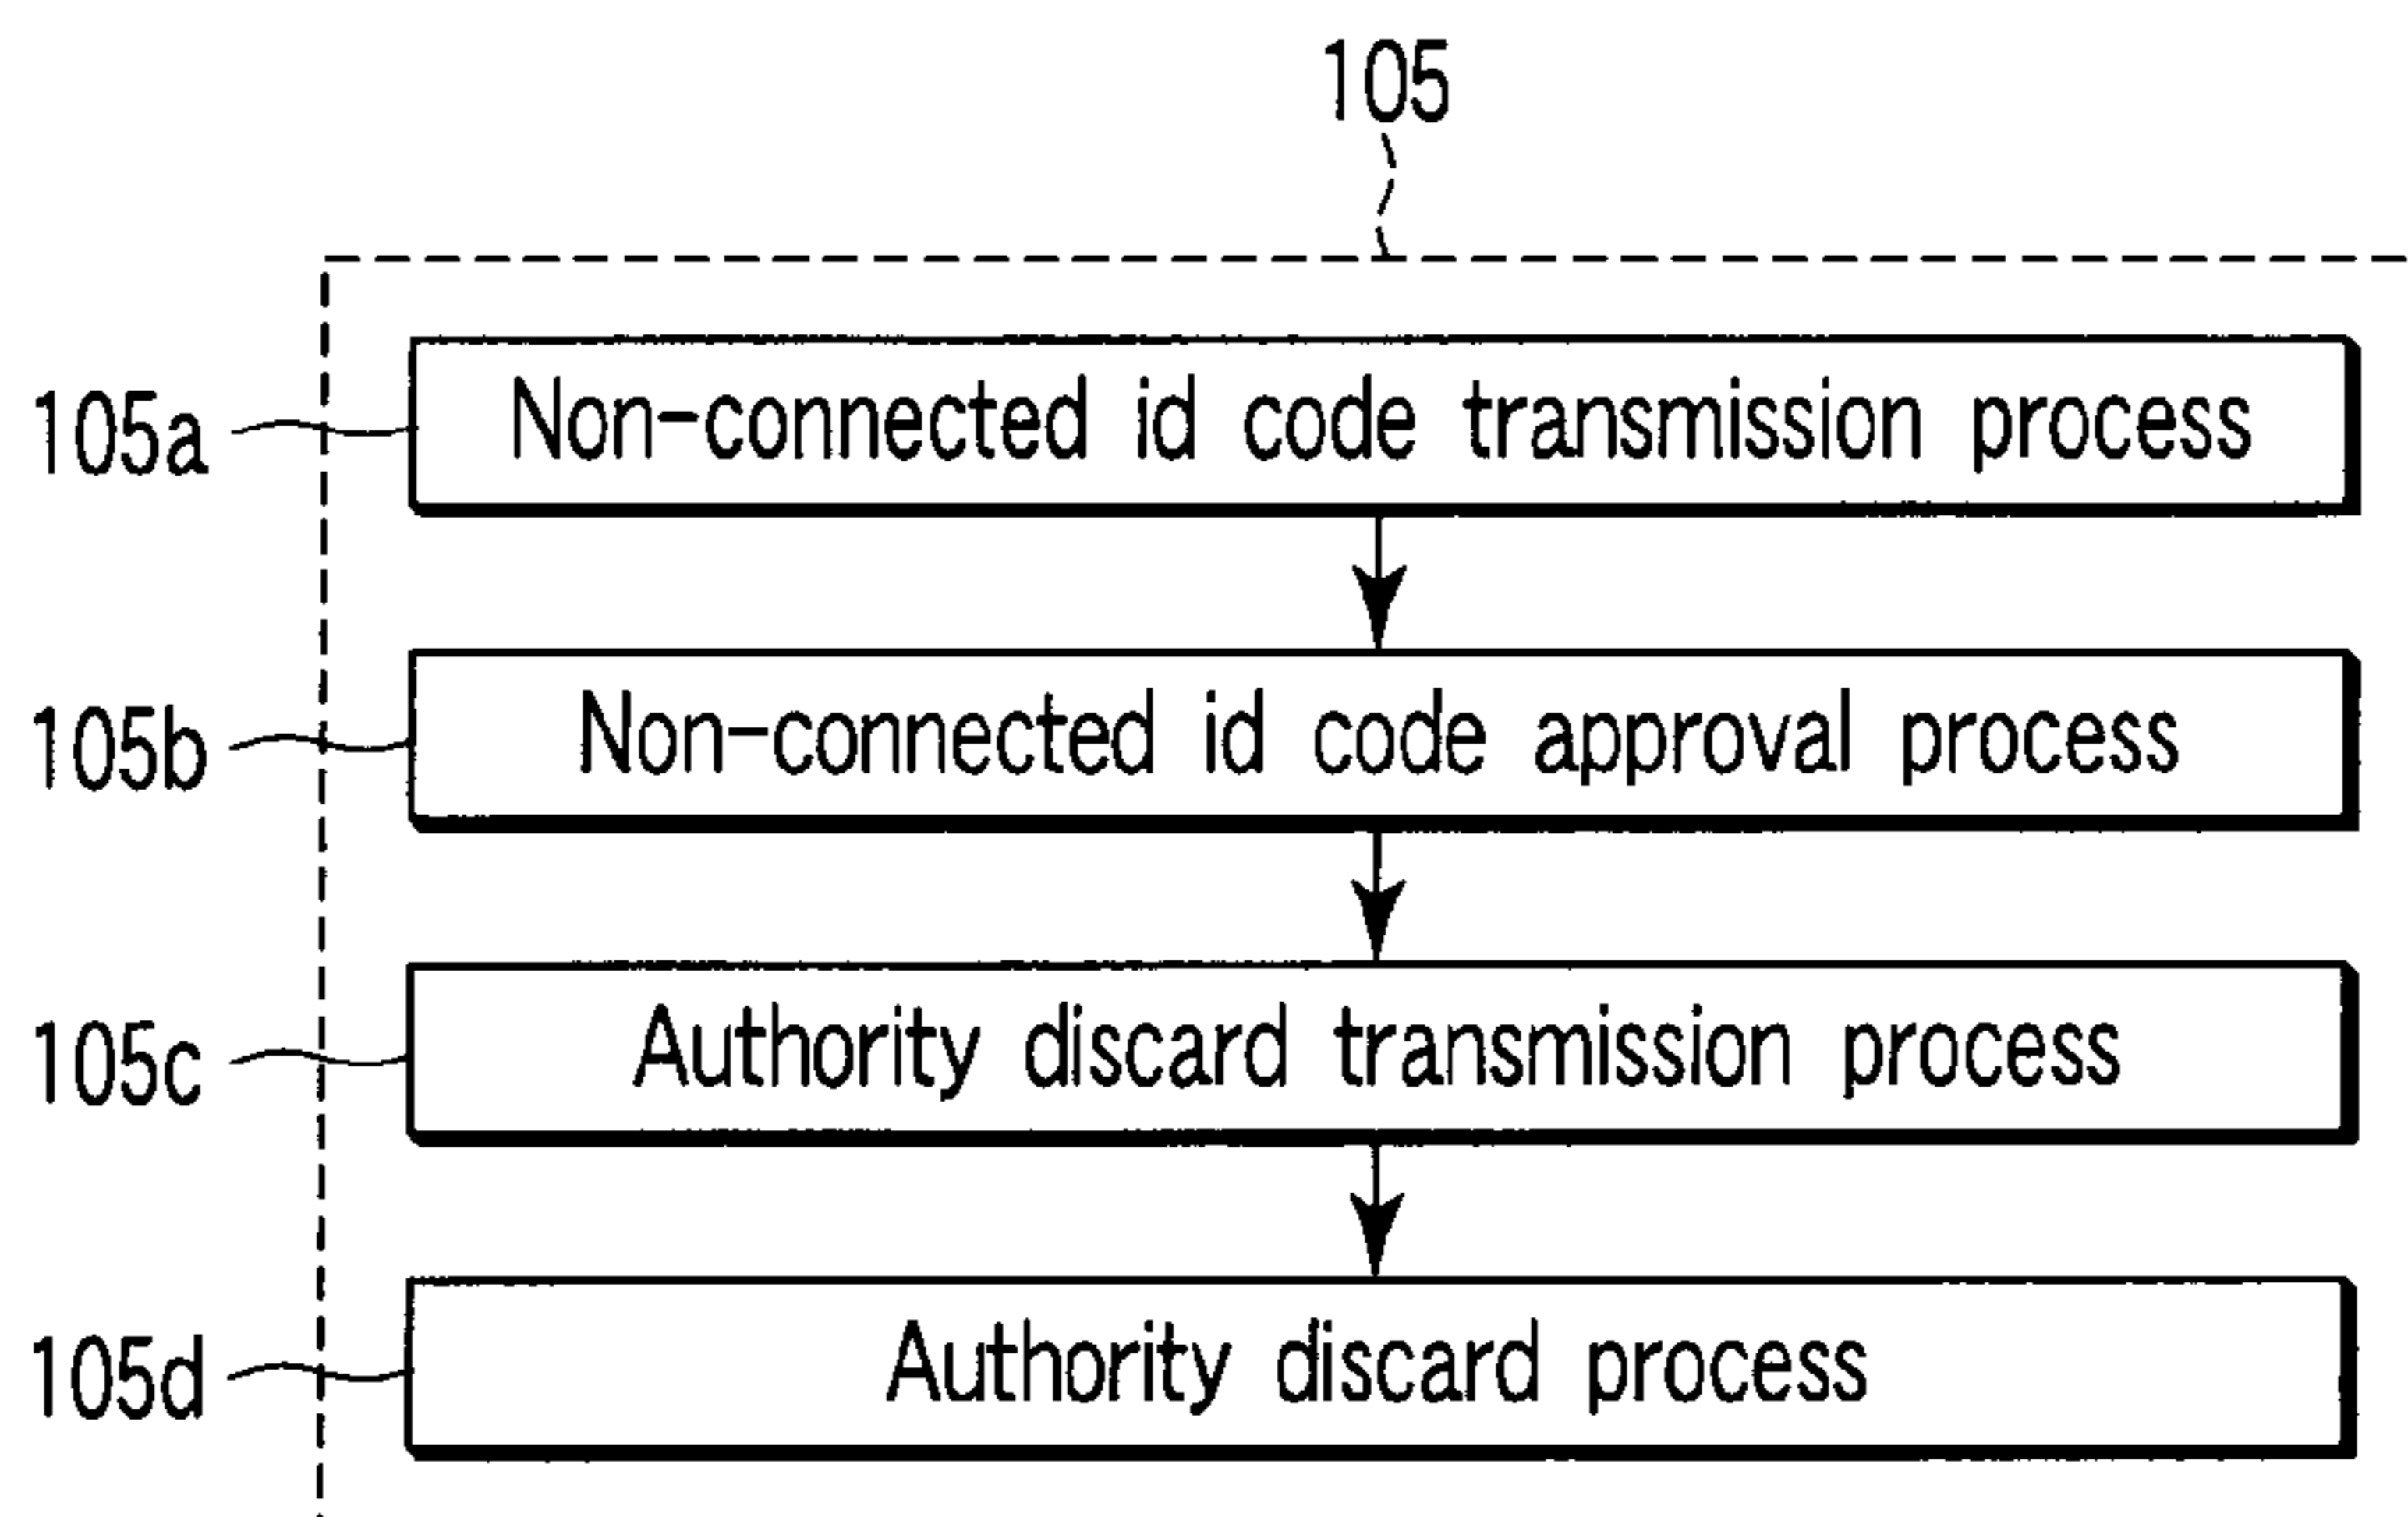 105
105a Non-connected id code transmission process
105b Non-connected id code approval process
105c Authority discard transmission process
105d Authority discard process